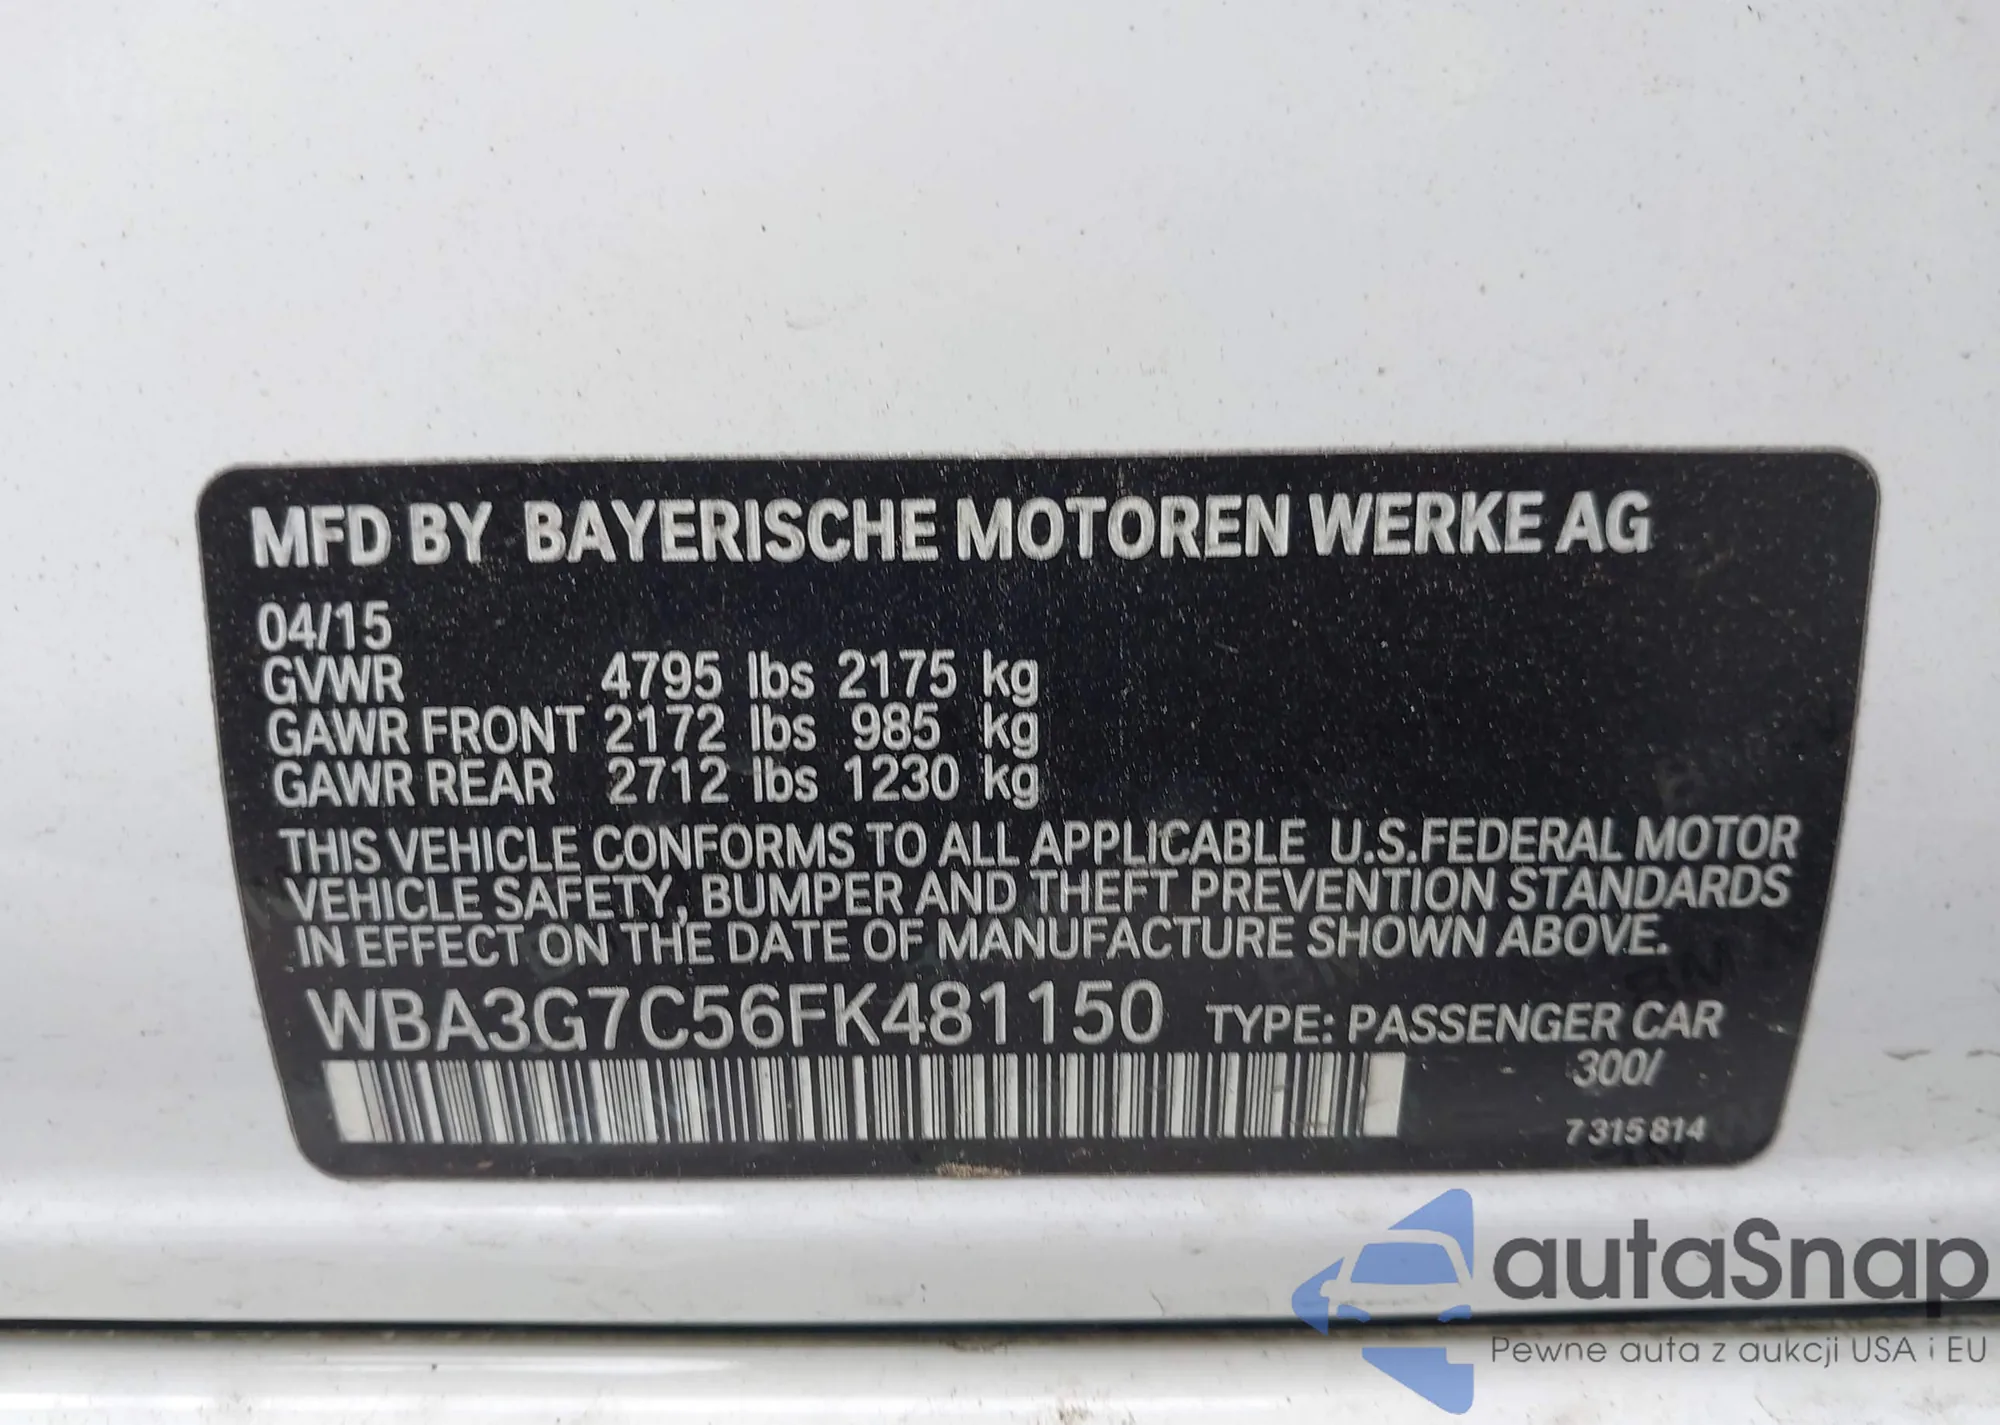 MFD BY BAYERISCHE MOTOREN WERKE AG
04/15
GVWR 4795 lbs 2175 kg
GAWR FRONT 2172 lbs 985 kg
GAWR REAR 2712 lbs 1230 kg
THIS VEHICLE CONFORMS TO ALL APPLICABLE U.S.FEDERAL MOTOR
VEHICLE SAFETY, BUMPER AND THEFT PREVENTION STANDARDS
IN EFFECT ON THE DATE OF MANUFACTURE SHOWN ABOVE.
WBA3G7C56FK481150 TYPE: PASSENGER CAR
300/
7 315 814
autaSnap
Pewne auta z aukcji USA i EU